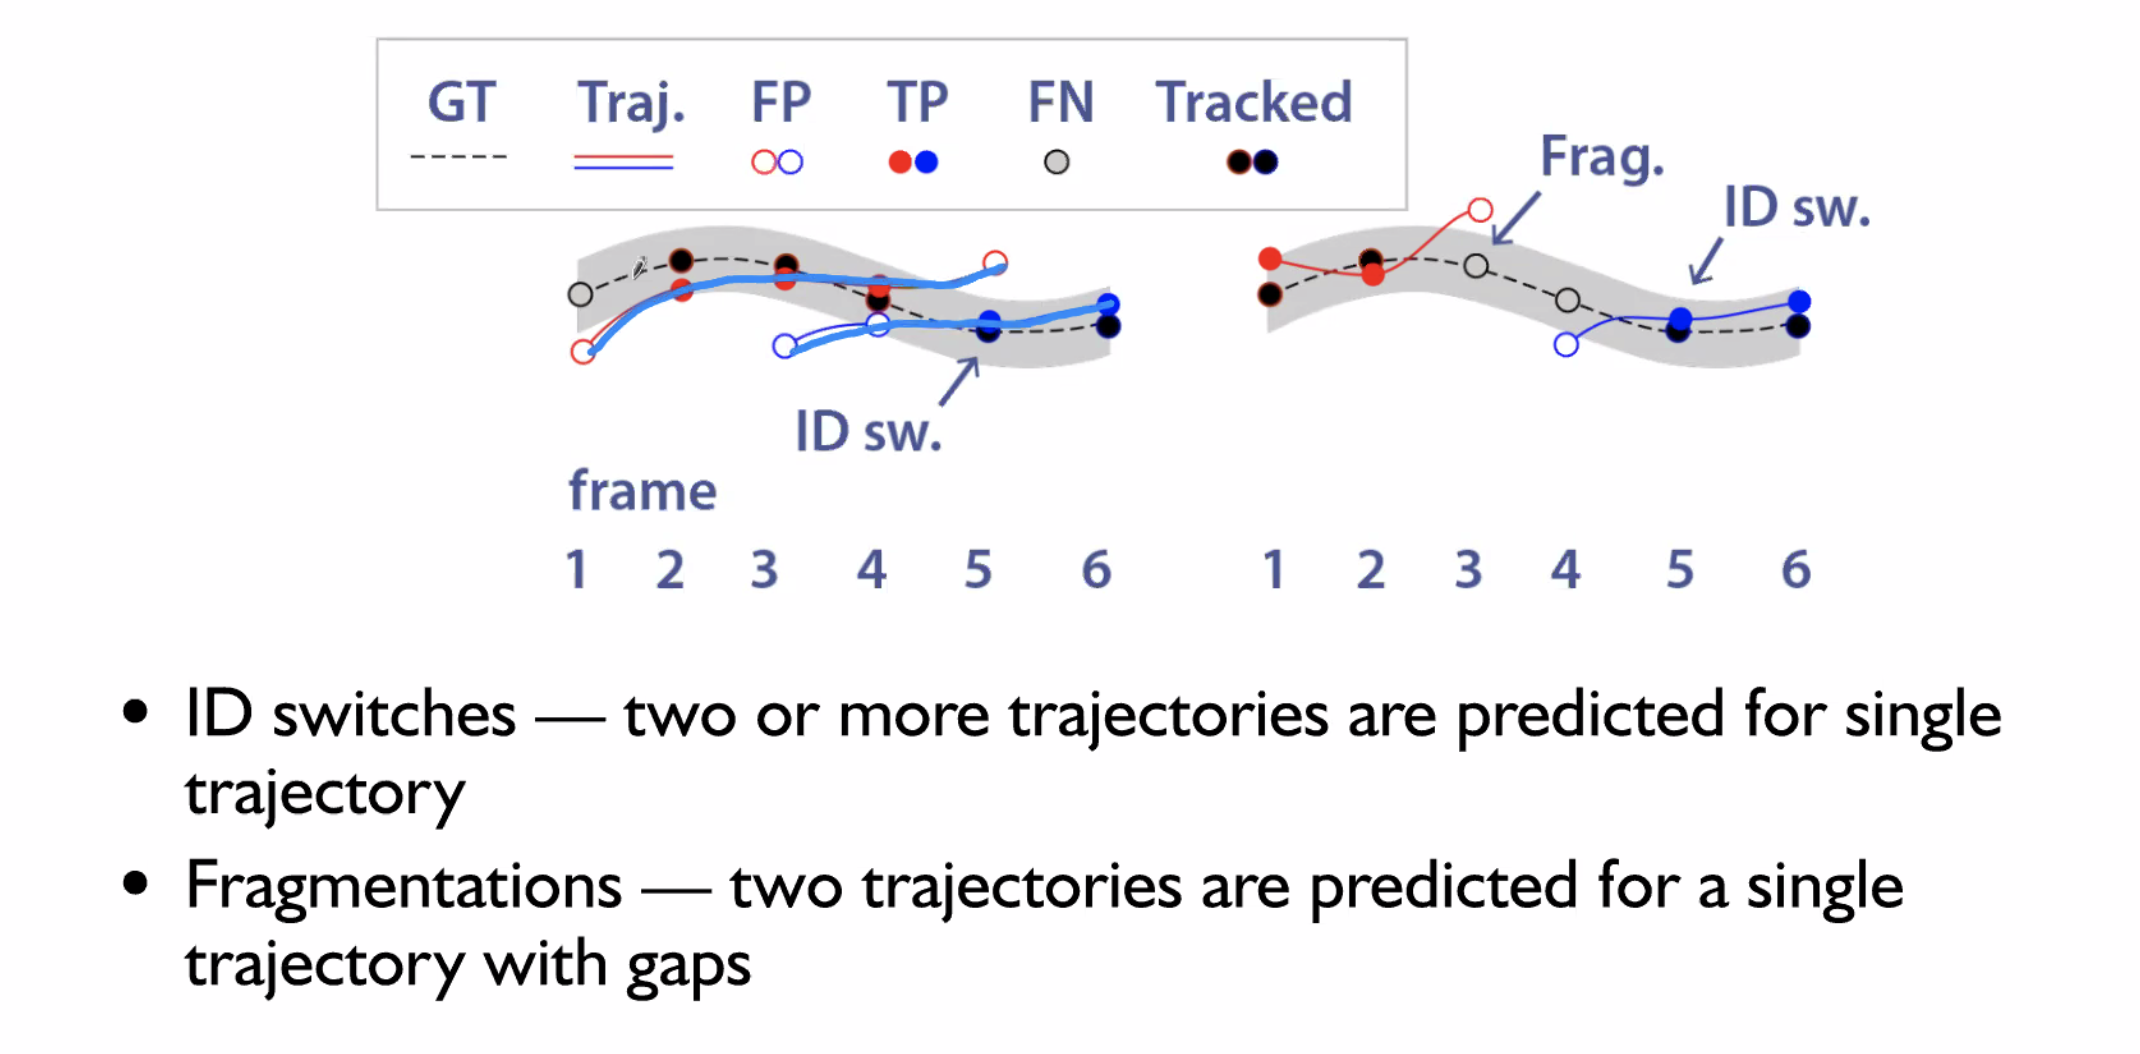 GT Traj. FP TP FN Tracked
Frag.
ID sw.
ID sw.
frame
1 2 3 4 5 6 1 2 3 4 5 6
• ID switches — two or more trajectories are predicted for single
trajectory
• Fragmentations — two trajectories are predicted for a single
trajectory with gaps